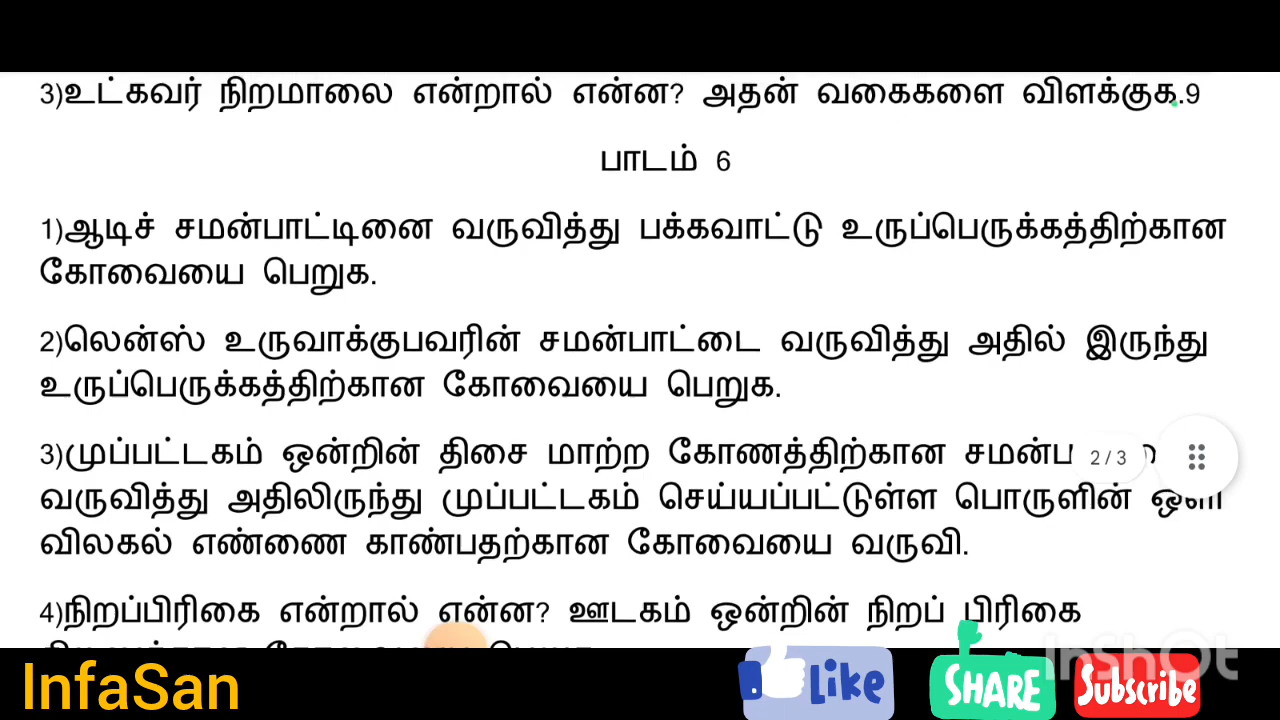 3)உட்கவர் நிறமாலை என்றால் என்ன? அதன் வகைகளை விளக்குக.9
பாடம் 6
1)ஆடிச் சமன்பாட்டினை வருவித்து பக்கவாட்டு உருப்பெருக்கத்திற்கான
கோவையை பெறுக.
2)லென்ஸ் உருவாக்குபவரின் சமன்பாட்டை வருவித்து அதில் இருந்து
உருப்பெருக்கத்திற்கான கோவையை பெறுக.
3)முப்பட்டகம் ஒன்றின் திசை மாற்ற கோணத்திற்கான
2/3
வருவித்து அதிலிருந்து முப்பட்டகம் செய்யப்பட்டுள்ள பொருளின் ஒளி
விலகல் எண்ணை காண்பதற்கான கோவையை வருவி.
4)நிறப்பிரிகை என்றால் என்ன? ஊடகம் ஒன்றின் நிறப் பிரிகை
InShOt
InfaSan
Like
SHARE
Subscribe